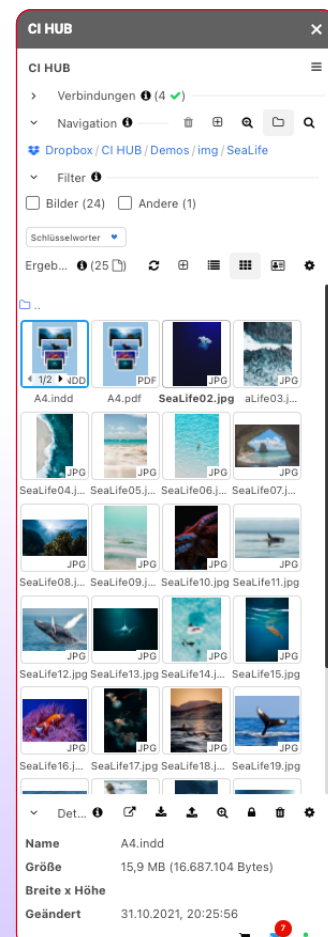 CI HUB
CI HUB
Verbindungen (4 ✓)
Navigation
Dropbox / CI HUB / Demos / img / SeaLife
Filter
Bilder (24) Andere (1)
Schlüsselworter
Ergeb... (25)
..
1/2 NDD PDF JPG JPG
A4.indd A4.pdf SeaLife02.jpg aLife03.j...
JPG JPG JPG JPG
SeaLife04.j... SeaLife05.j... SeaLife06.j... SeaLife07.j...
JPG JPG JPG JPG
SeaLife08.j... SeaLife09.j... SeaLife10.jpg SeaLife11.jpg
JPG JPG JPG JPG
SeaLife12.jpg SeaLife13.jpg SeaLife14.j... SeaLife15.jpg
JPG JPG JPG JPG
SeaLife16.j... SeaLife17.jpg SeaLife18.j... SeaLife19.jpg
Det...
Name A4.indd
Größe 15,9 MB (16.687.104 Bytes)
Breite x Höhe
Geändert 31.10.2021, 20:25:56
7